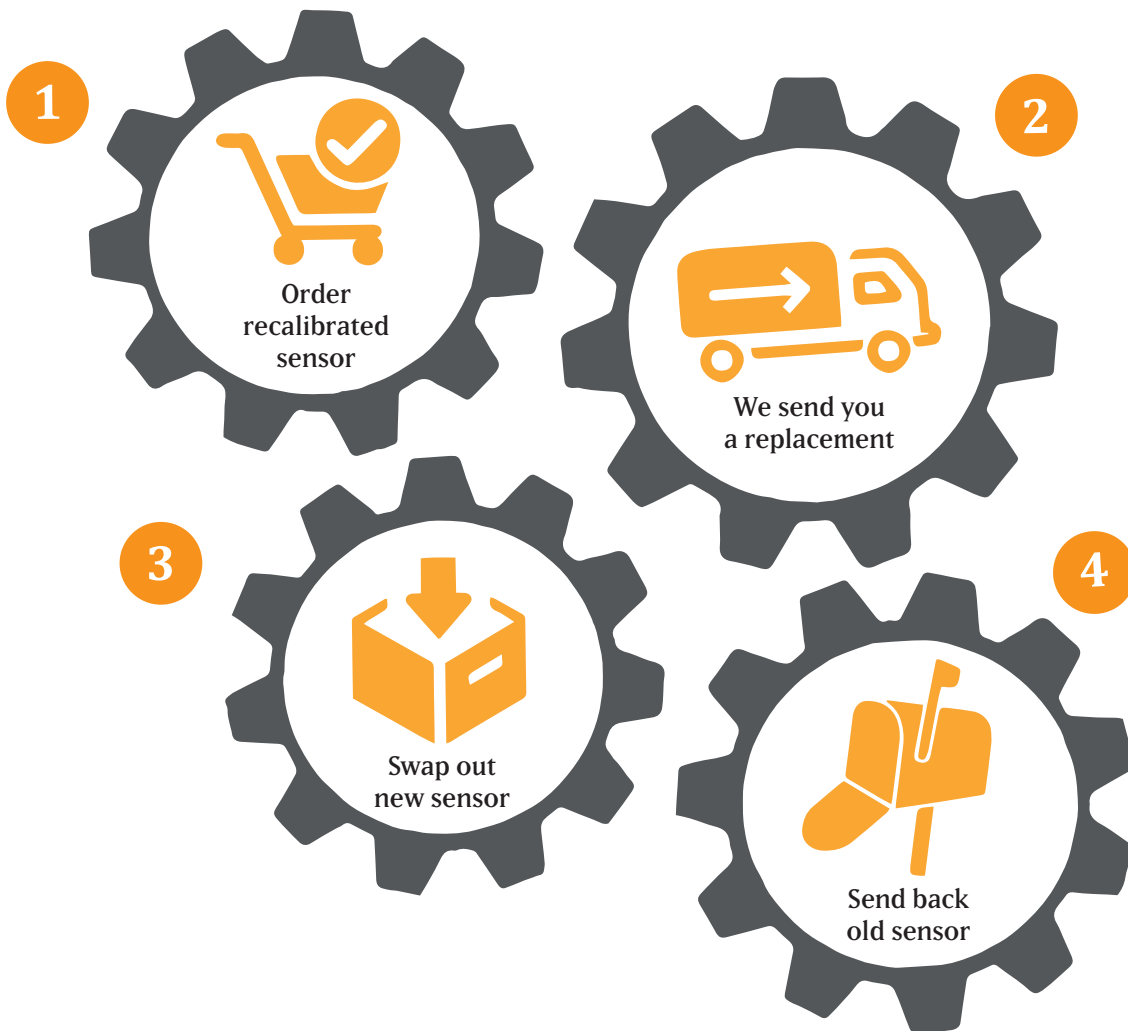 1
Order
recalibrated
sensor
2
We send you
a replacement
3
Swap out
new sensor
4
Send back
old sensor